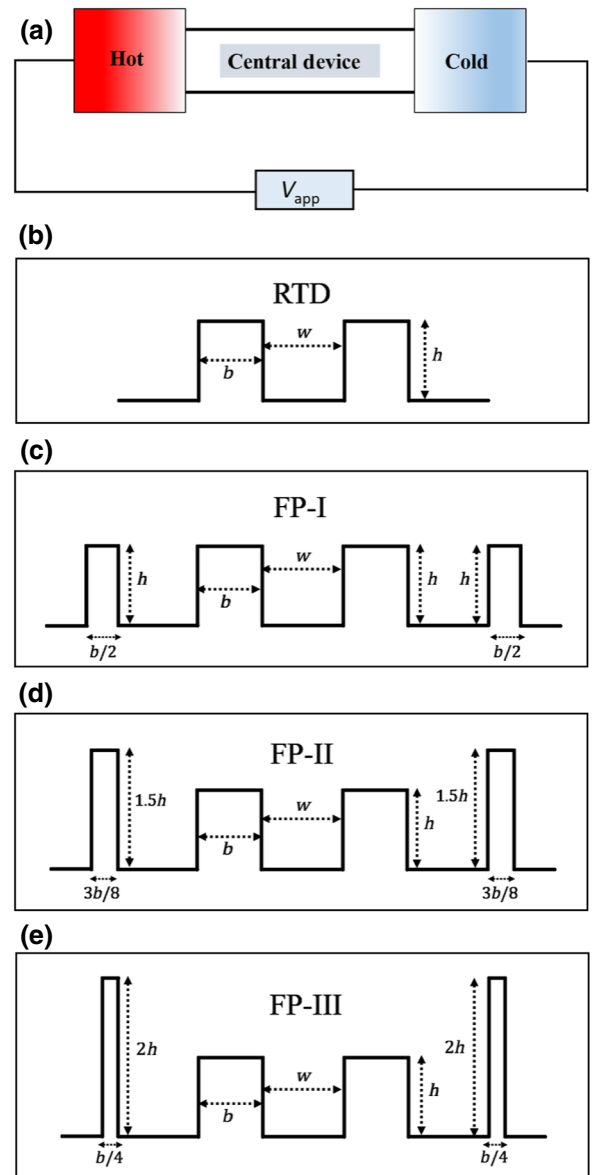 (a)
Hot
Central device
Cold
V_app
(b)
RTD
w
b
h
(c)
FP-I
w
h
b
h
h
b/2
b/2
(d)
FP-II
1.5h
w
1.5h
b
h
3b/8
3b/8
(e)
FP-III
2h
w
2h
b
h
b/4
b/4